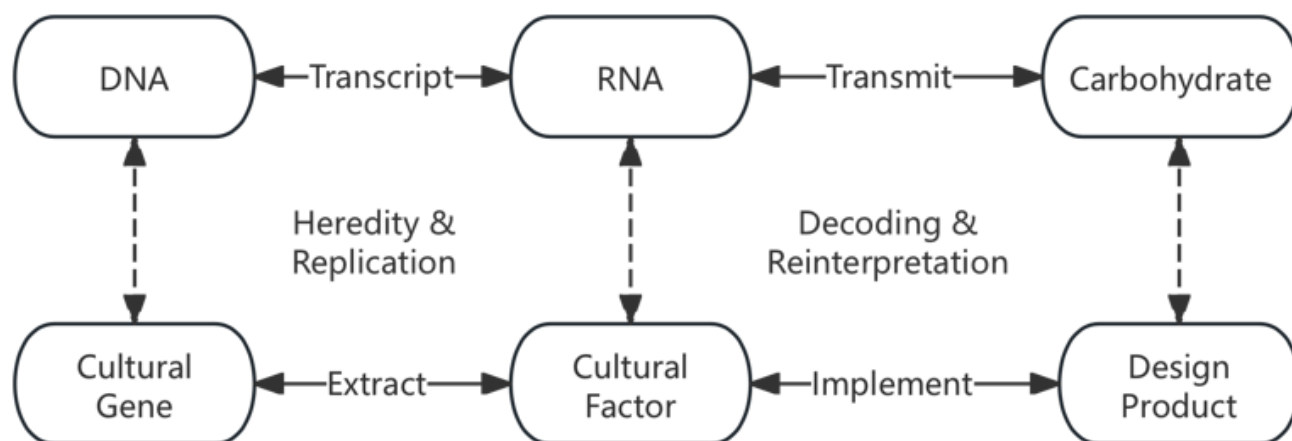 DNA
Transcript
RNA
Transmit
Carbohydrate
Heredity &
Replication
Decoding &
Reinterpretation
Cultural
Gene
Extract
Cultural
Factor
Implement
Design
Product